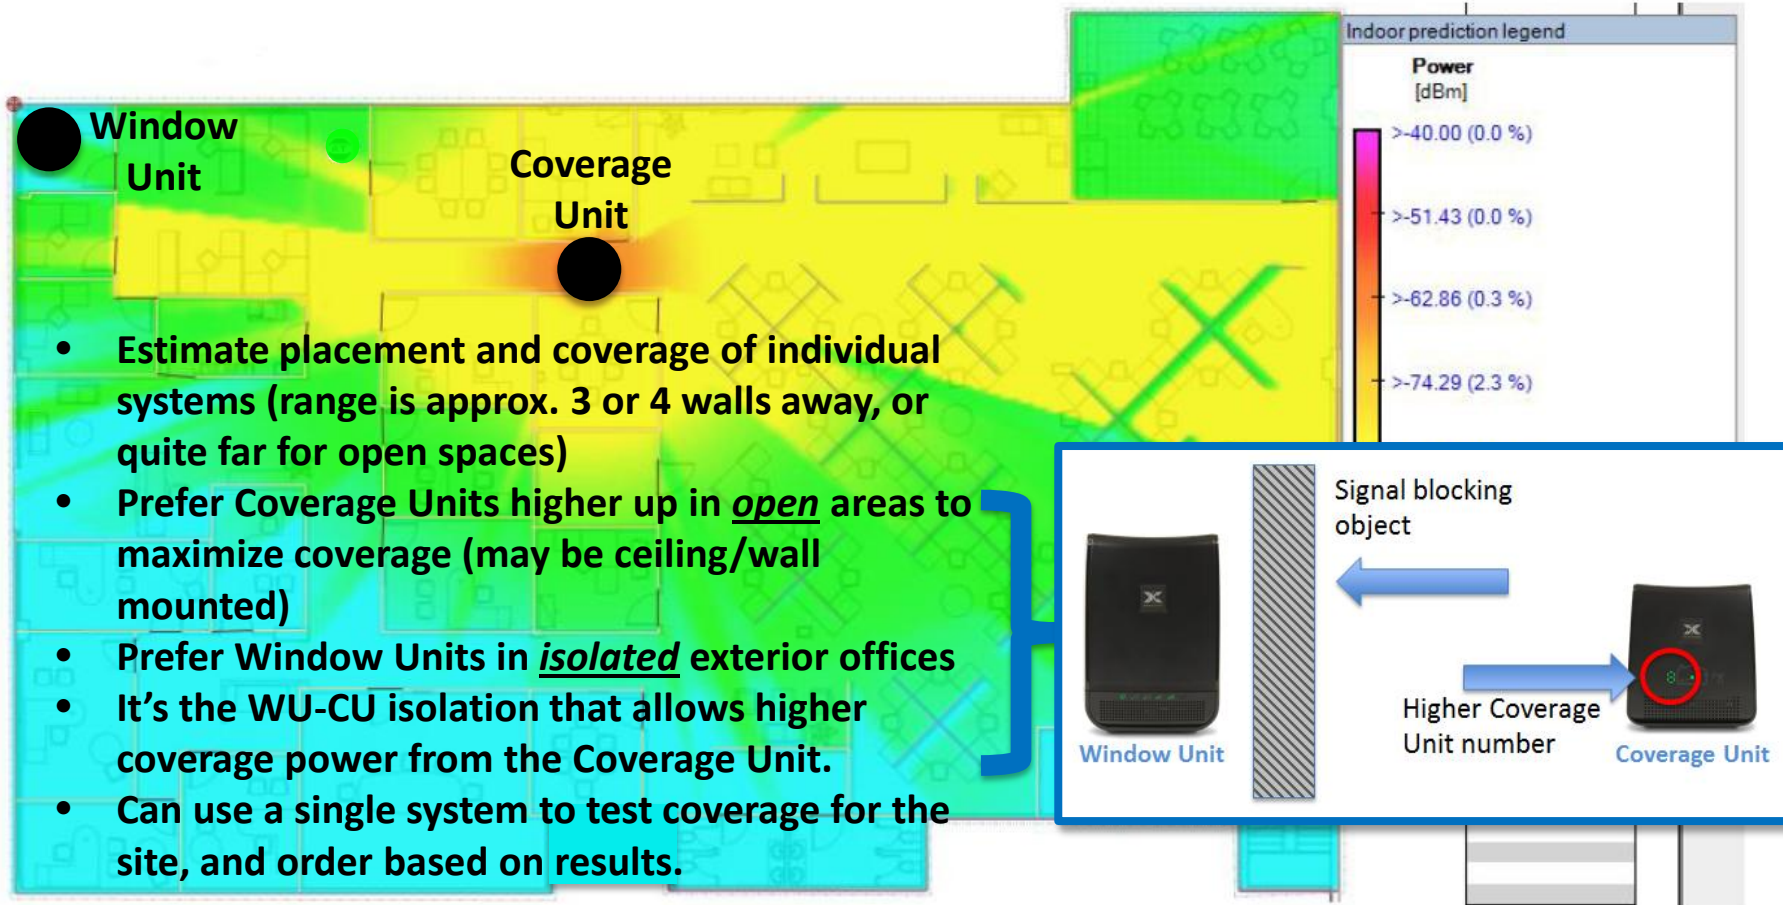 Indoor prediction legend
Power
[dBm]
>-40.00 (0.0 %)
>-51.43 (0.0 %)
>-62.86 (0.3 %)
>-74.29 (2.3 %)
Window
Unit
Coverage
Unit
• Estimate placement and coverage of individual
systems (range is approx. 3 or 4 walls away, or
quite far for open spaces)
• Prefer Coverage Units higher up in open areas to
maximize coverage (may be ceiling/wall
mounted)
• Prefer Window Units in isolated exterior offices
• It’s the WU-CU isolation that allows higher
coverage power from the Coverage Unit.
• Can use a single system to test coverage for the
site, and order based on results.
Signal blocking
object
Higher Coverage
Unit number
8
Window Unit
Coverage Unit